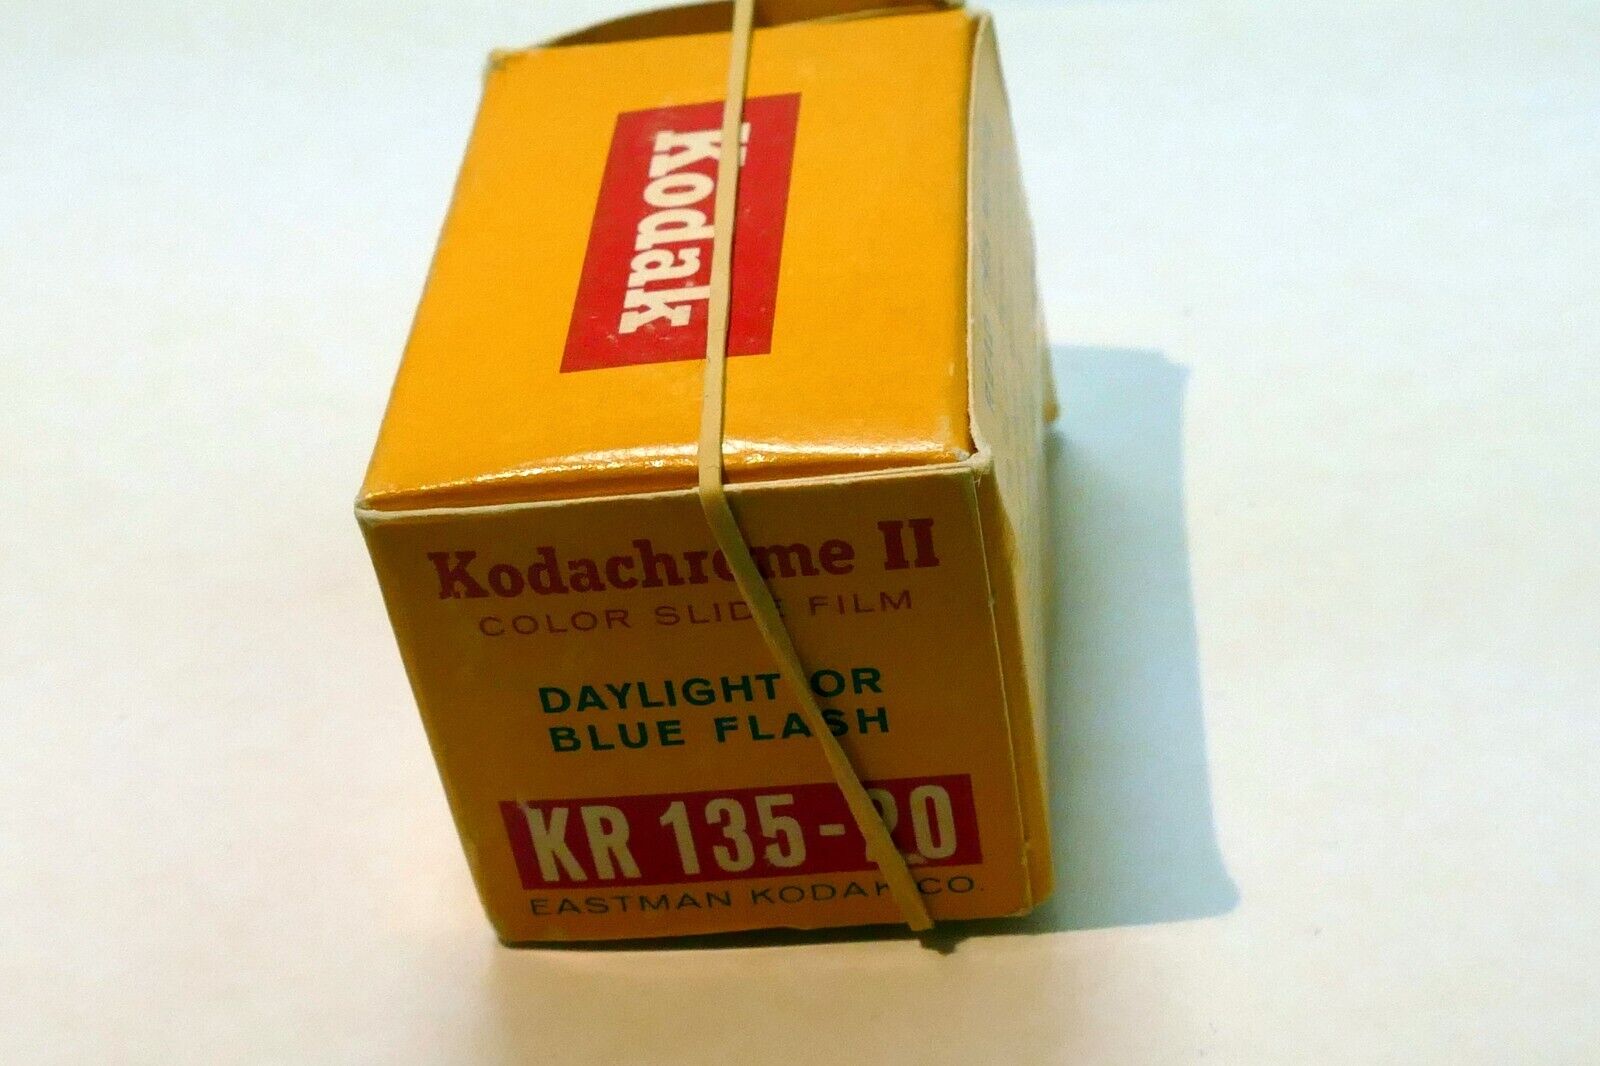 Kodak
Kodachrome II
COLOR SLIDE FILM
DAYLIGHT OR
BLUE FLASH
KR 135-20
EASTMAN KODAK CO.